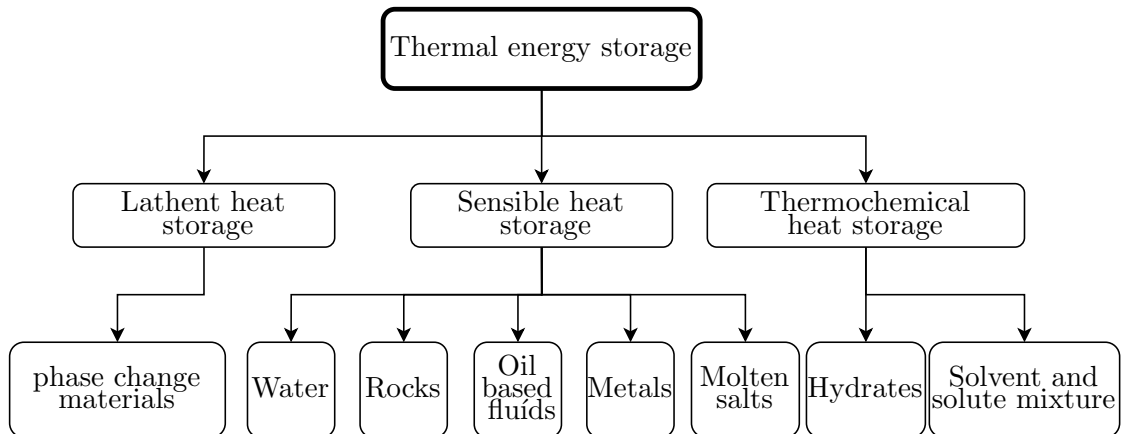 Thermal energy storage
Lathent heat
storage
Sensible heat
storage
Thermochemical
heat storage
phase change
materials
Water
Rocks
Oil
based
fluíds
Metals
Molten
salts
Hydrates
Solvent and
solute mixture